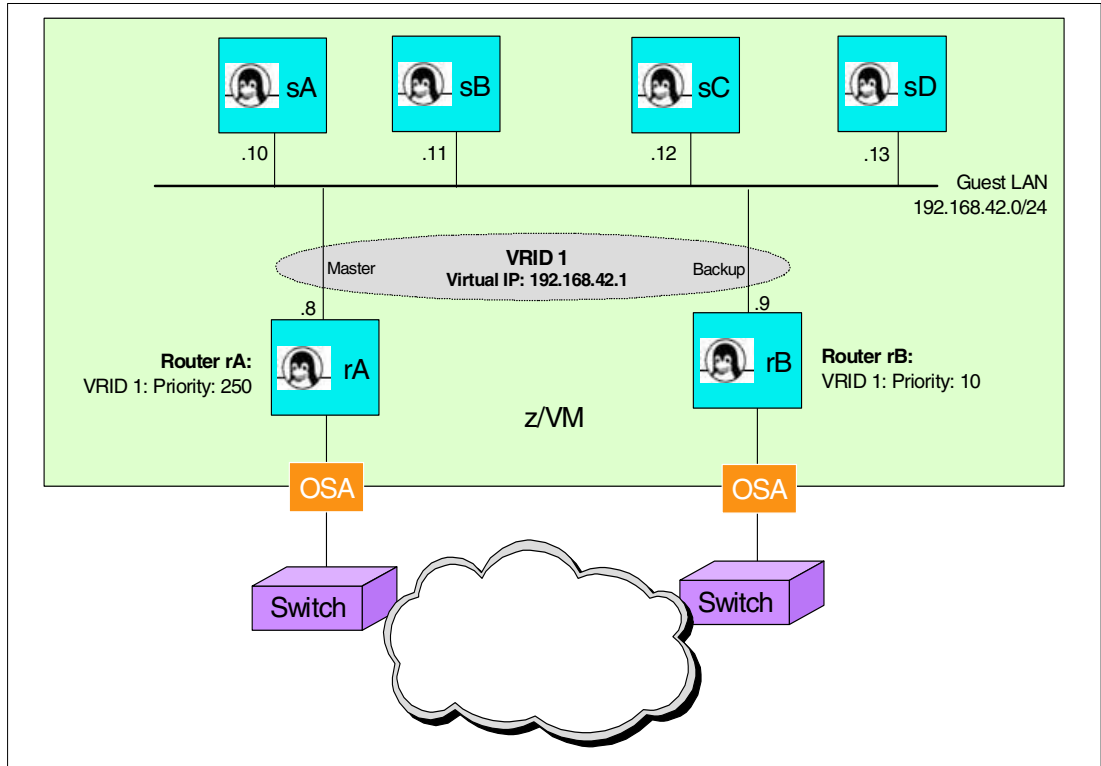 sA
sB
sC
sD
.10
.11
.12
.13
Guest LAN
192.168.42.0/24
VRID 1
Master
Backup
Virtual IP: 192.168.42.1
.8
.9
Router rA:
VRID 1: Priority: 250
rA
rB
Router rB:
VRID 1: Priority: 10
z/VM
OSA
OSA
Switch
Switch